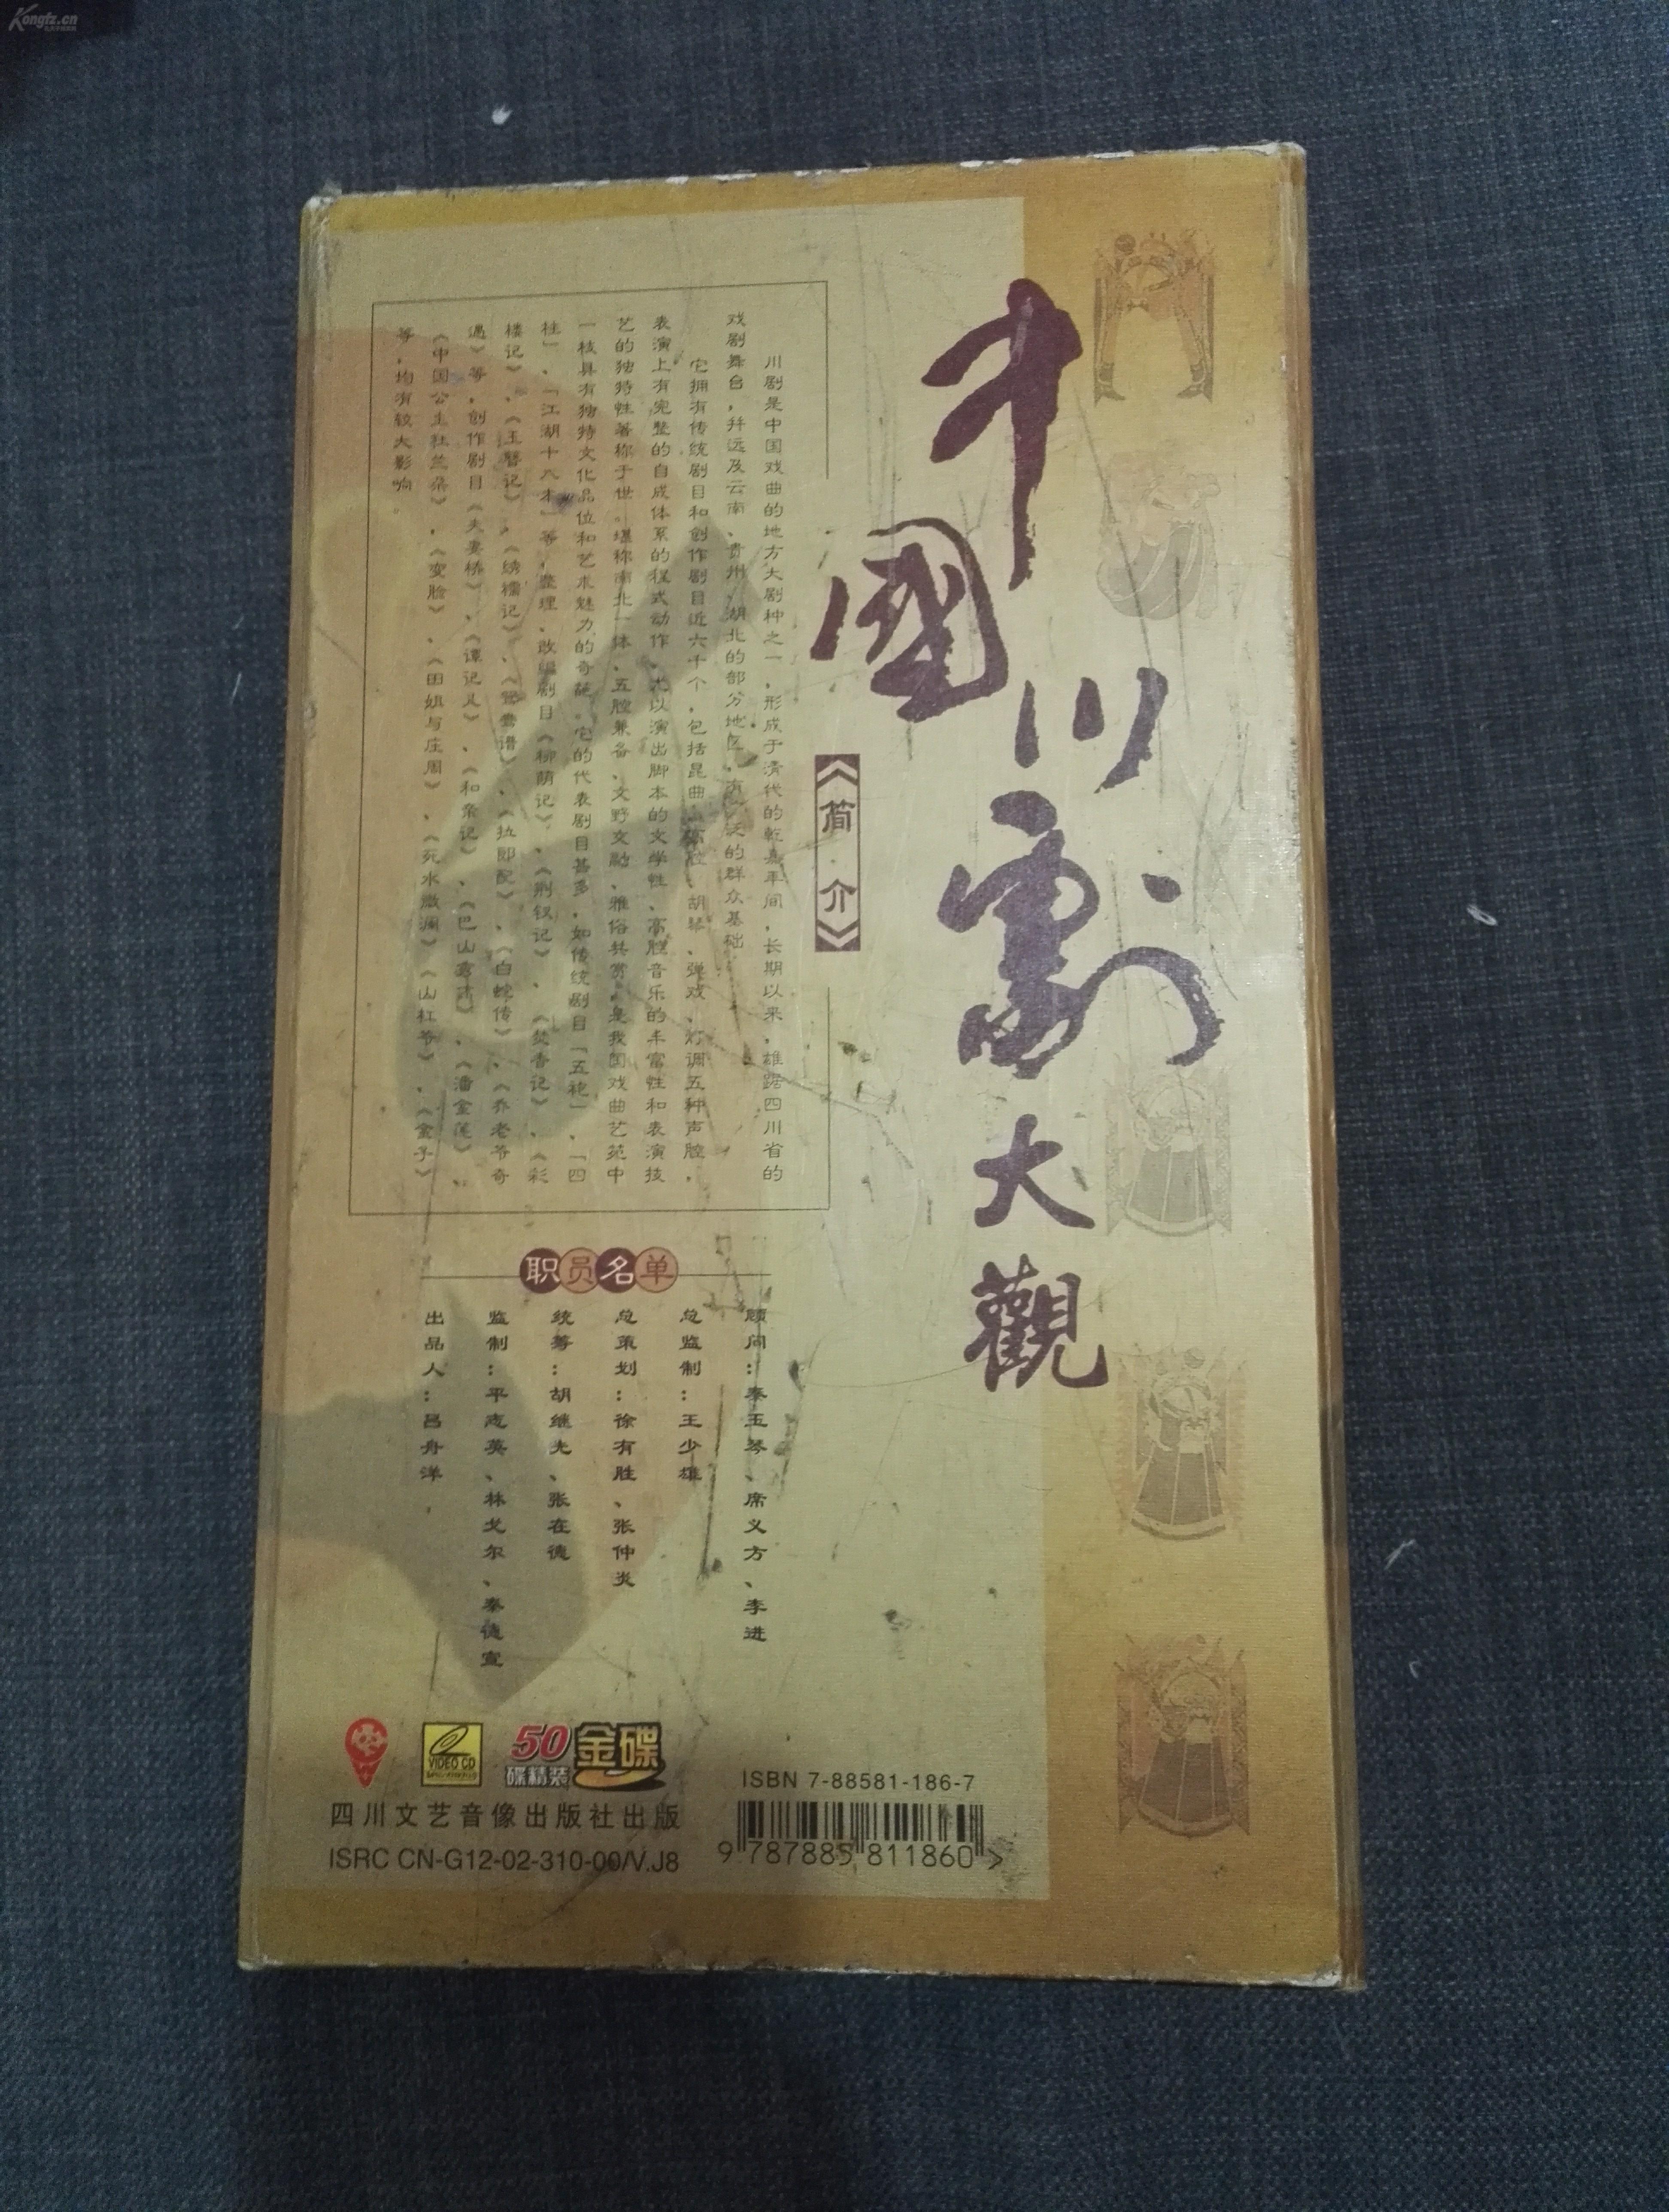 Kongfz.cn
中國
川劇大觀
《简介》
川剧是中国戏曲的地方大剧种之一，形成于清代的乾嘉年间，长期以来，雄踞四川省的
戏剧舞台，并远及云南、贵州、湖北的部分地区，有广泛的群众基础。
它拥有传统剧目和创作剧目近六千个，包括昆曲、高腔、胡琴、弹戏、灯调五种声腔，
表演上有完整的自成体系的程式动作，尤以演出脚本的文学性、高腔音乐的丰富性和表演技
艺的独特性著称于世。堪称南北一体、五腔兼备、文野交融、雅俗共赏，是我国戏曲艺苑中
一枝具有独特文化品位和艺术魅力的奇葩。它的代表剧目甚多，如传统剧目「五袍」、「四
柱」、「江湖十八本」等，整理、改编剧目《柳荫记》、《荆钗记》、《焚香记》、《彩
楼记》、《玉簪记》、《绣襦记》、《鸳鸯谱》、《拉郎配》、《白蛇传》、《乔老爷奇
遇》等，创作剧目《夫妻桥》、《谭记儿》、《和亲记》、《巴山秀才》、《潘金莲》、
《中国公主杜兰朵》、《变脸》、《田姐与庄周》、《死水微澜》《山杠爷》、《金子》
等，均有较大影响。
职员名单
顾问：秦玉琴、席义方、李进
总监制：王少雄
总策划：徐有胜、张仲炎
统筹：胡继先、张在德
监制：平志英、林戈尔、秦德宣
出品人：吕舟洋
VIDEO CD
50
碟精装
金碟
四川文艺音像出版社出版
ISRC CN-G12-02-310-00/V.J8
ISBN 7-88581-186-7
9 787885 811860 >